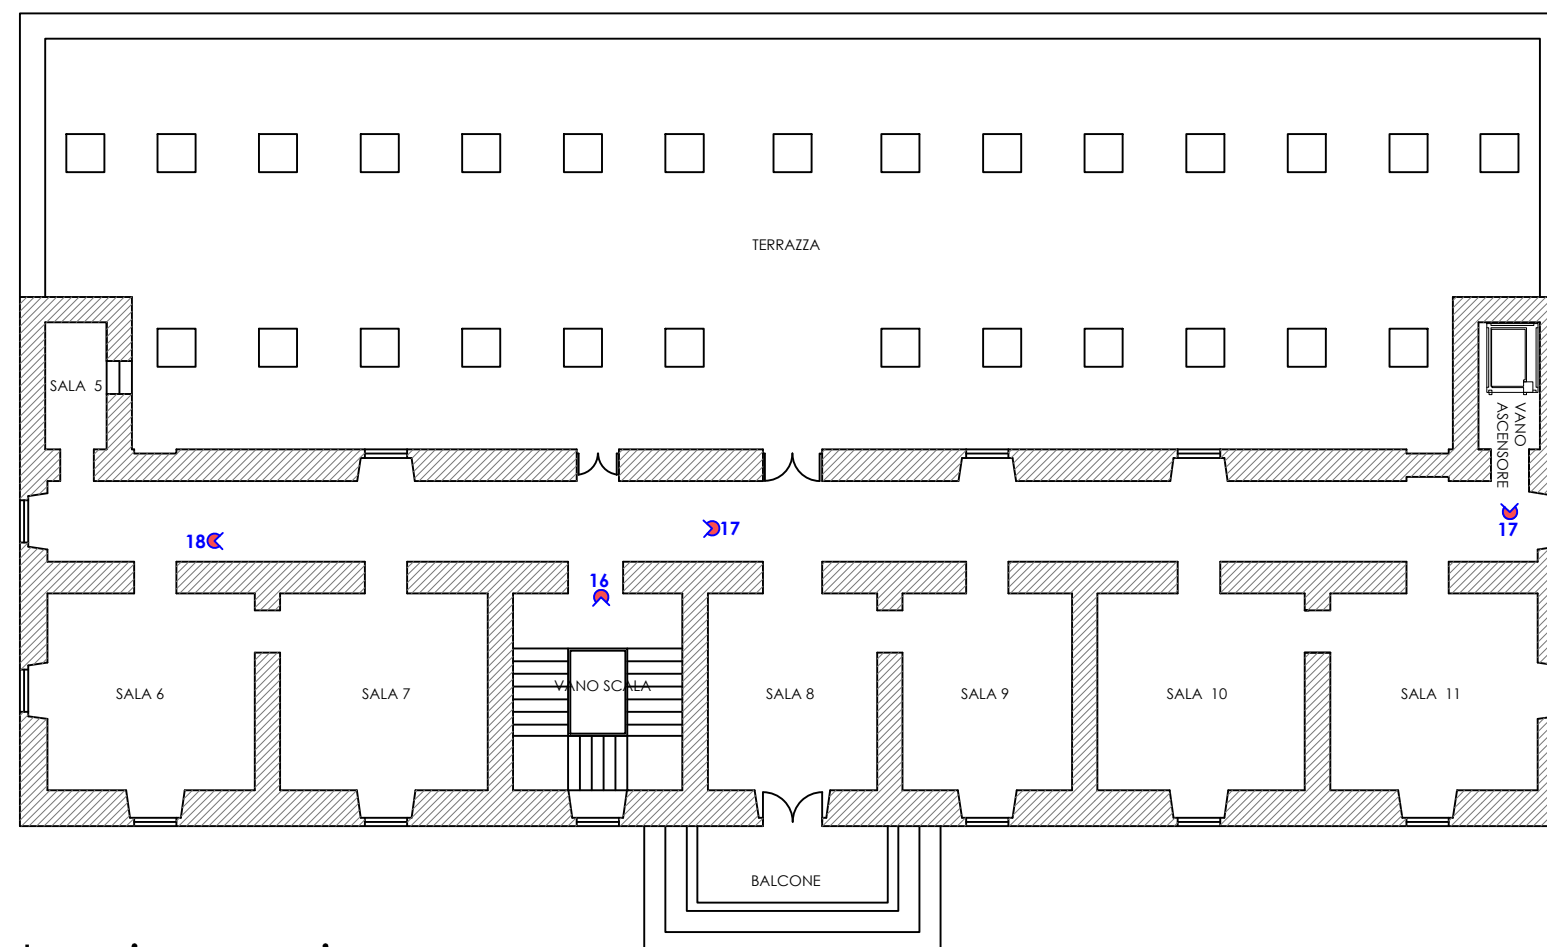 TERRAZZA
SALA 5
VANO
ASCENSORE
18
17
17
16
SALA 6
SALA 7
VANO SCALA
SALA 8
SALA 9
SALA 10
SALA 11
BALCONE